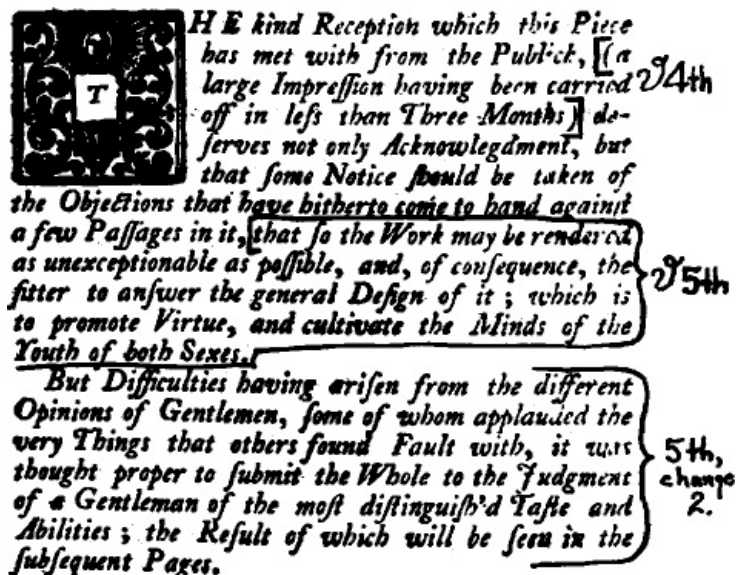 THE kind Reception which this Piece
has met with from the Publick, [(a
large Impreſſion having been carried
off in leſs than Three Months)] de-
ſerves not only Acknowlegdment, but
that ſome Notice ſhould be taken of
the Objections that have hitherto come to hand against
a few Paſſages in it, [that ſo the Work may be rendered
as unexceptionable as poſſible, and, of conſequence, the
fitter to anſwer the general Deſign of it; which is
to promote Virtue, and cultivate the Minds of the
Youth of both Sexes.]
But Difficulties having ariſen from the different
Opinions of Gentlemen, ſome of whom applauded the
very Things that others found Fault with, it was
thought proper to ſubmit the Whole to the Judgment
of a Gentleman of the moſt diſtinguiſh'd Taſte and
Abilities; the Reſult of which will be ſeen in the
ſubſequent Pages.
4th
5th
5th,
change
2.